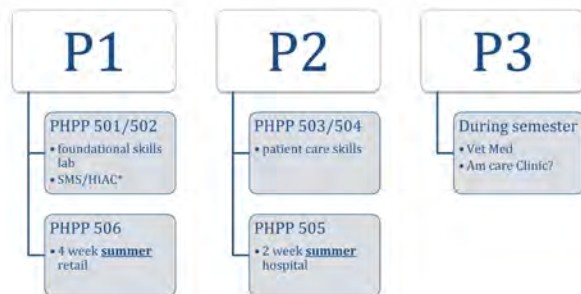 P1
PHPP 501/502
• foundational skills
lab
• SMS/HIAC*
PHPP 506
• 4 week summer
retail
P2
PHPP 503/504
• patient care skills
PHPP 505
• 2 week summer
hospital
P3
During semester
• Vet Med
• Am care Clinic?